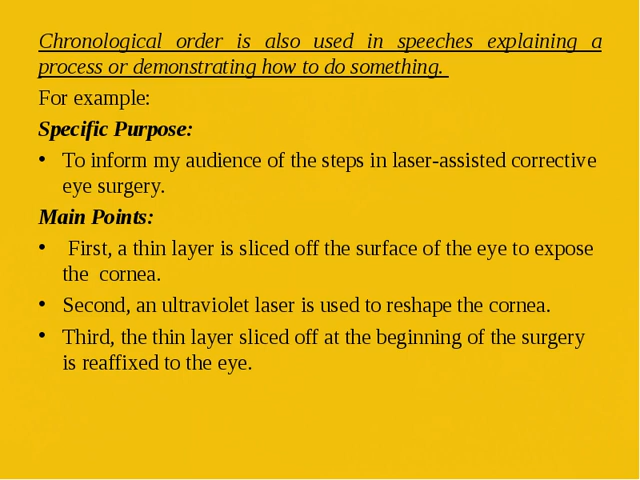 Chronological order is also used in speeches explaining a
process or demonstrating how to do something.
For example:
Specific Purpose:
• To inform my audience of the steps in laser-assisted corrective
eye surgery.
Main Points:
• First, a thin layer is sliced off the surface of the eye to expose
the cornea.
• Second, an ultraviolet laser is used to reshape the cornea.
• Third, the thin layer sliced off at the beginning of the surgery
is reaffixed to the eye.